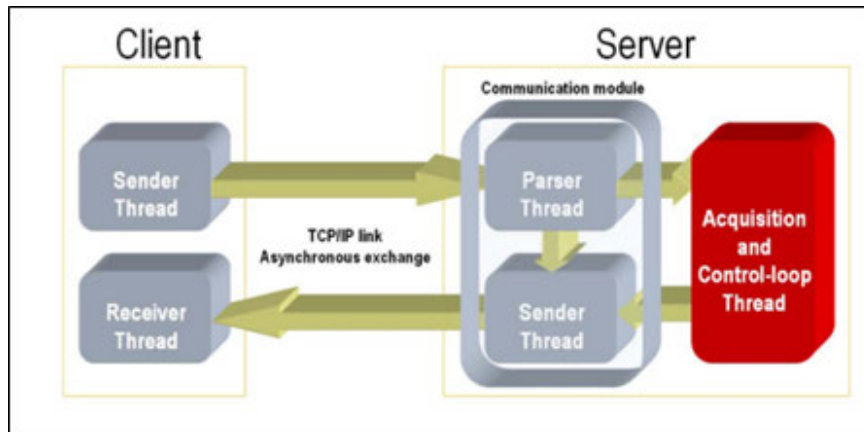 Client
Server
Communication module
Sender
Thread
Parser
Thread
Acquisition
and
Control-loop
Thread
TCP/IP link
Asynchronous exchange
Receiver
Thread
Sender
Thread